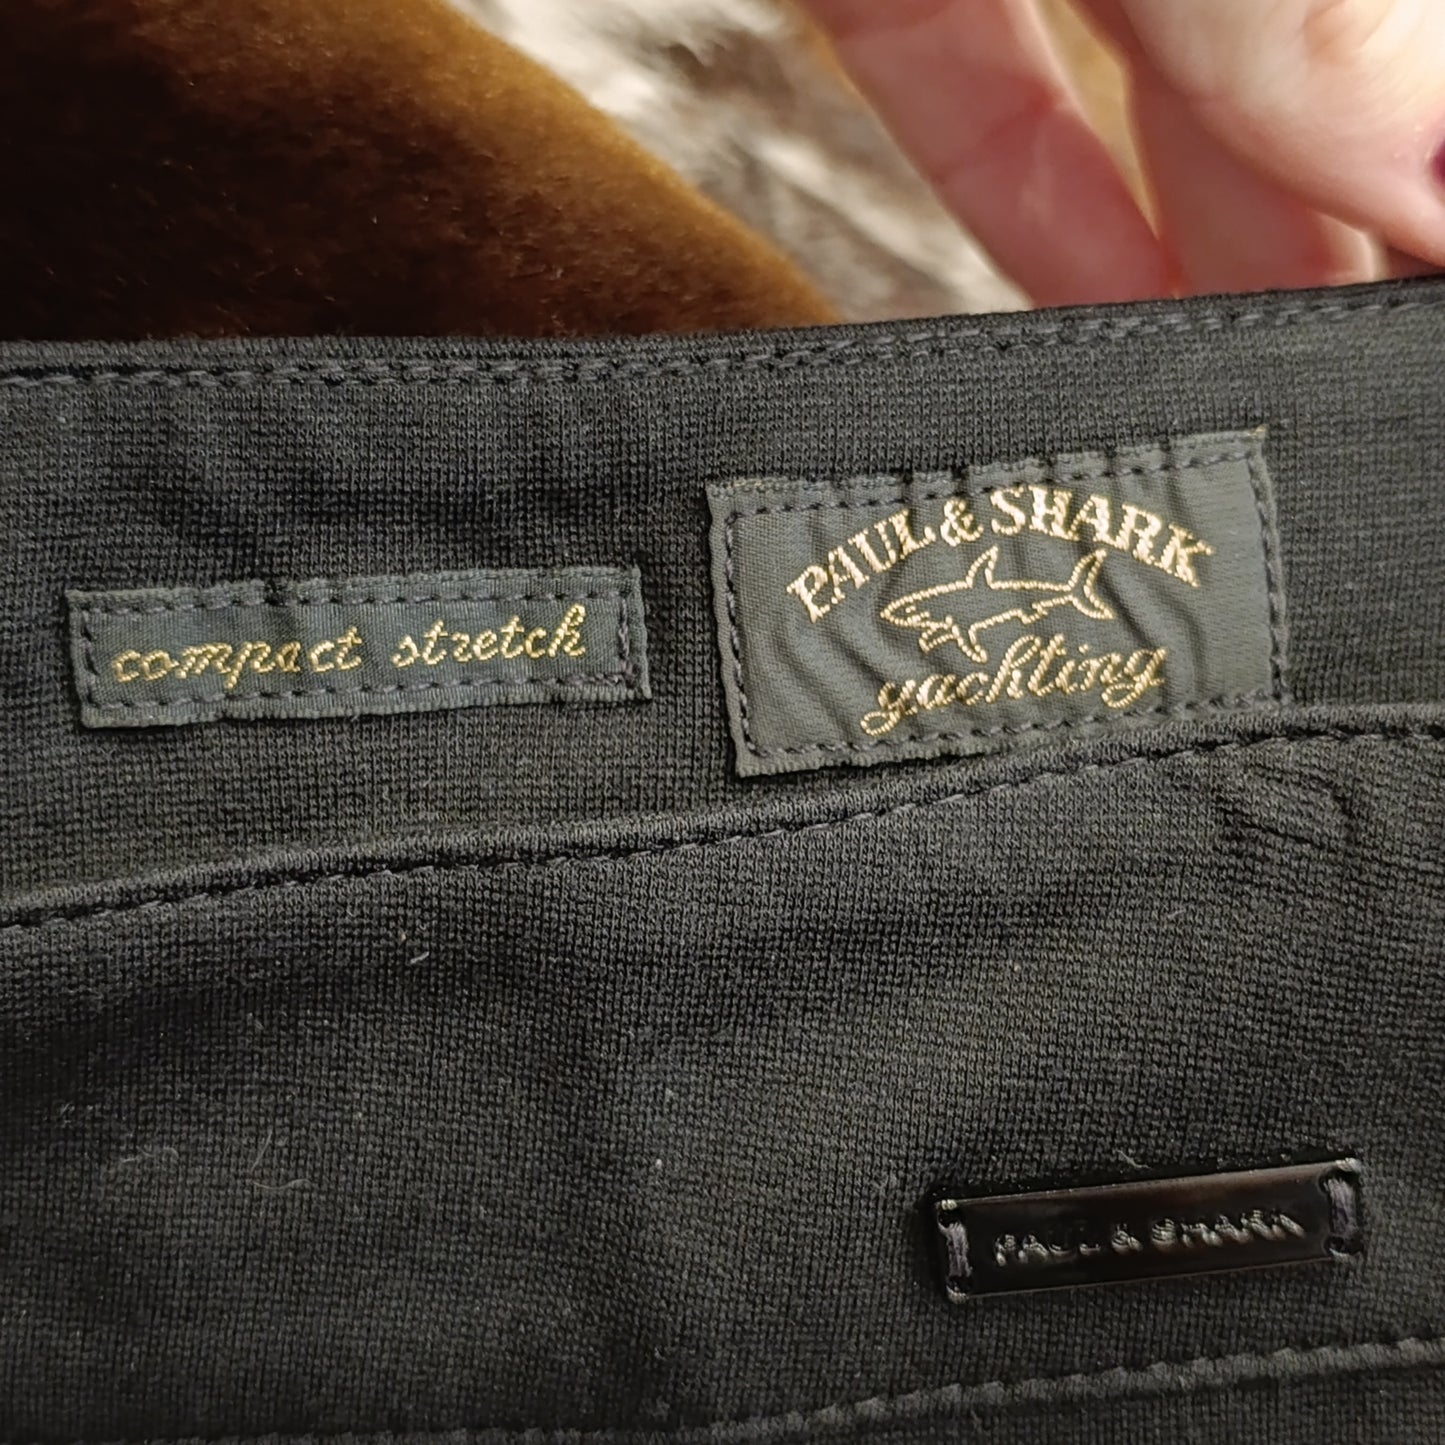 compact stretch
PAUL & SHARK
yachting
PAUL & SHARK